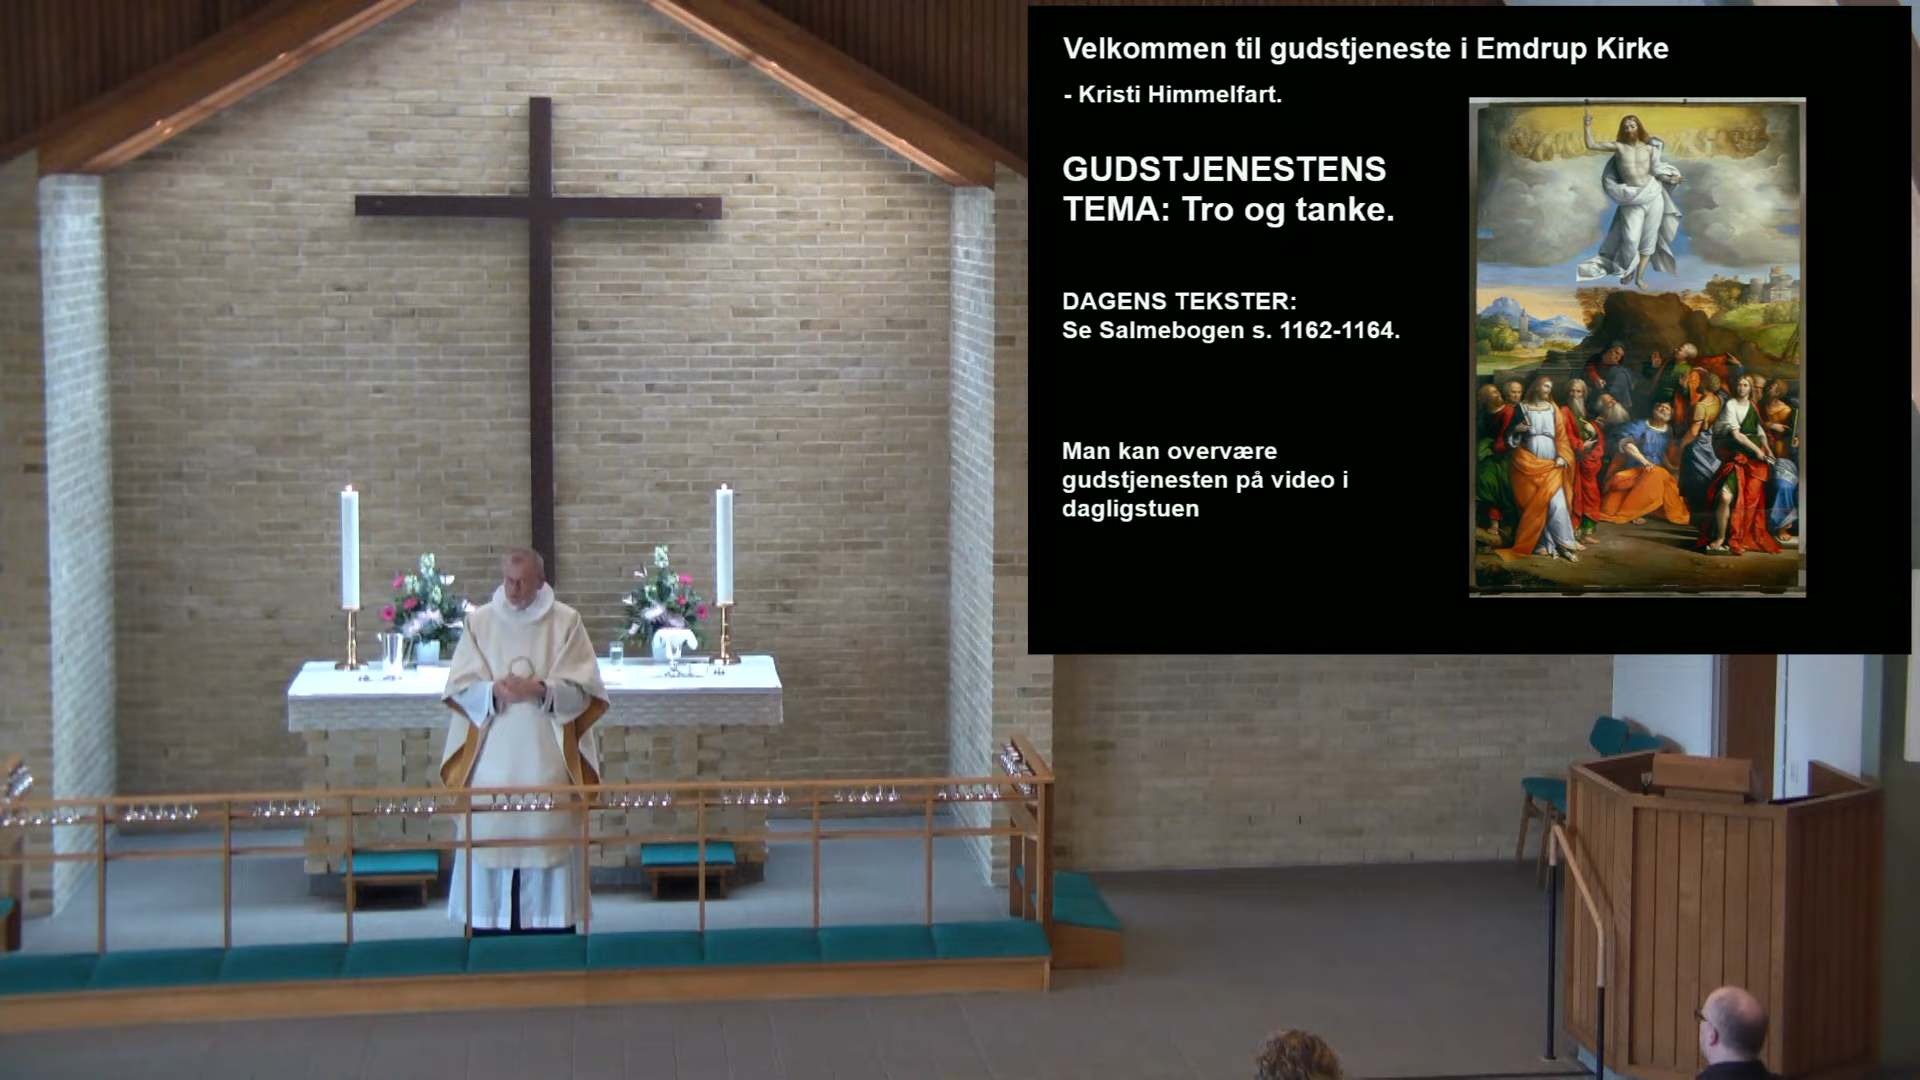 Velkommen til gudstjeneste i Emdrup Kirke
- Kristi Himmelfart.
GUDSTJENESTENS
TEMA: Tro og tanke.
DAGENS TEKSTER:
Se Salmebogen s. 1162-1164.
Man kan overvære
gudstjenesten på video i
dagligstuen